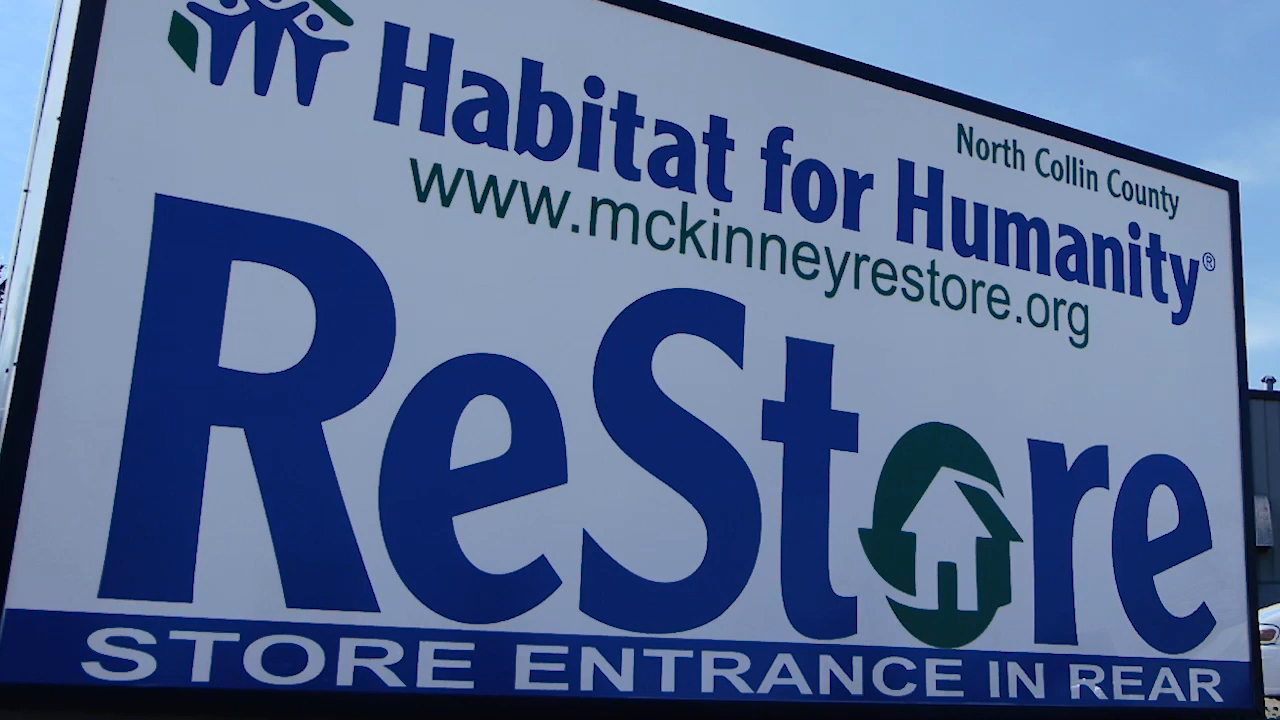 North Collin County
Habitat for Humanity®
www.mckinneyrestore.org
ReStore
STORE ENTRANCE IN REAR